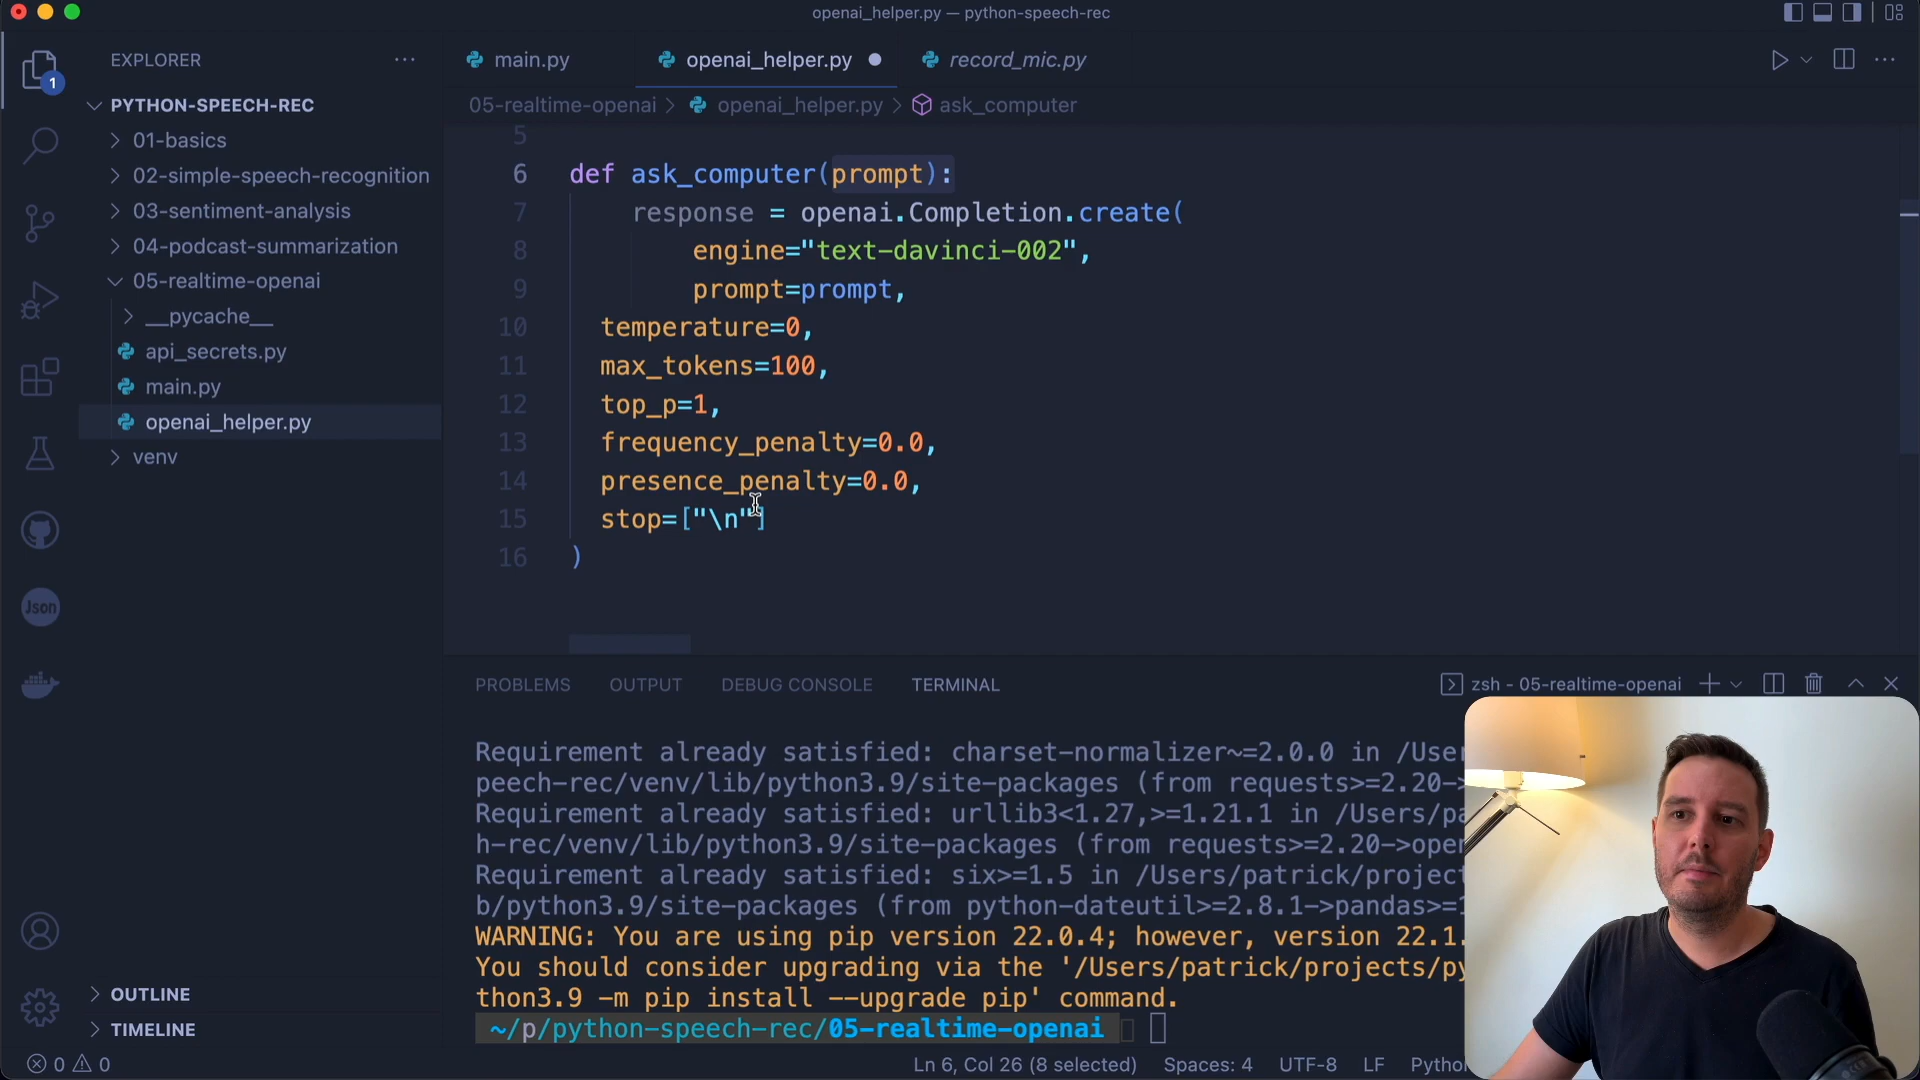 openai_helper.py — python-speech-rec
EXPLORER
main.py
openai_helper.py
record_mic.py
1
PYTHON-SPEECH-REC
05-realtime-openai > openai_helper.py > ask_computer
01-basics
02-simple-speech-recognition
03-sentiment-analysis
04-podcast-summarization
05-realtime-openai
__pycache__
api_secrets.py
main.py
openai_helper.py
venv
5
6 def ask_computer(prompt):
7 response = openai.Completion.create(
8 engine="text-davinci-002",
9 prompt=prompt,
10 temperature=0,
11 max_tokens=100,
12 top_p=1,
13 frequency_penalty=0.0,
14 presence_penalty=0.0,
15 stop=["\n"]
16 )
Json
PROBLEMS OUTPUT DEBUG CONSOLE TERMINAL
zsh - 05-realtime-openai
Requirement already satisfied: charset-normalizer~=2.0.0 in /User
peech-rec/venv/lib/python3.9/site-packages (from requests>=2.20->
Requirement already satisfied: urllib3<1.27,>=1.21.1 in /Users/pa
h-rec/venv/lib/python3.9/site-packages (from requests>=2.20->oper
Requirement already satisfied: six>=1.5 in /Users/patrick/project
b/python3.9/site-packages (from python-dateutil>=2.8.1->pandas>=1
WARNING: You are using pip version 22.0.4; however, version 22.1.
You should consider upgrading via the '/Users/patrick/projects/py
thon3.9 -m pip install --upgrade pip' command.
~/p/python-speech-rec/05-realtime-openai
OUTLINE
TIMELINE
0 0
Ln 6, Col 26 (8 selected) Spaces: 4 UTF-8 LF Pytho